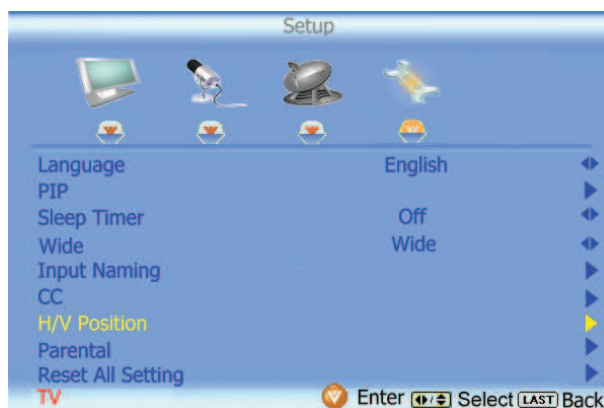 Setup
Language English
PIP
Sleep Timer Off
Wide Wide
Input Naming
CC
H/V Position
Parental
Reset All Setting
TV Enter Select LAST Back